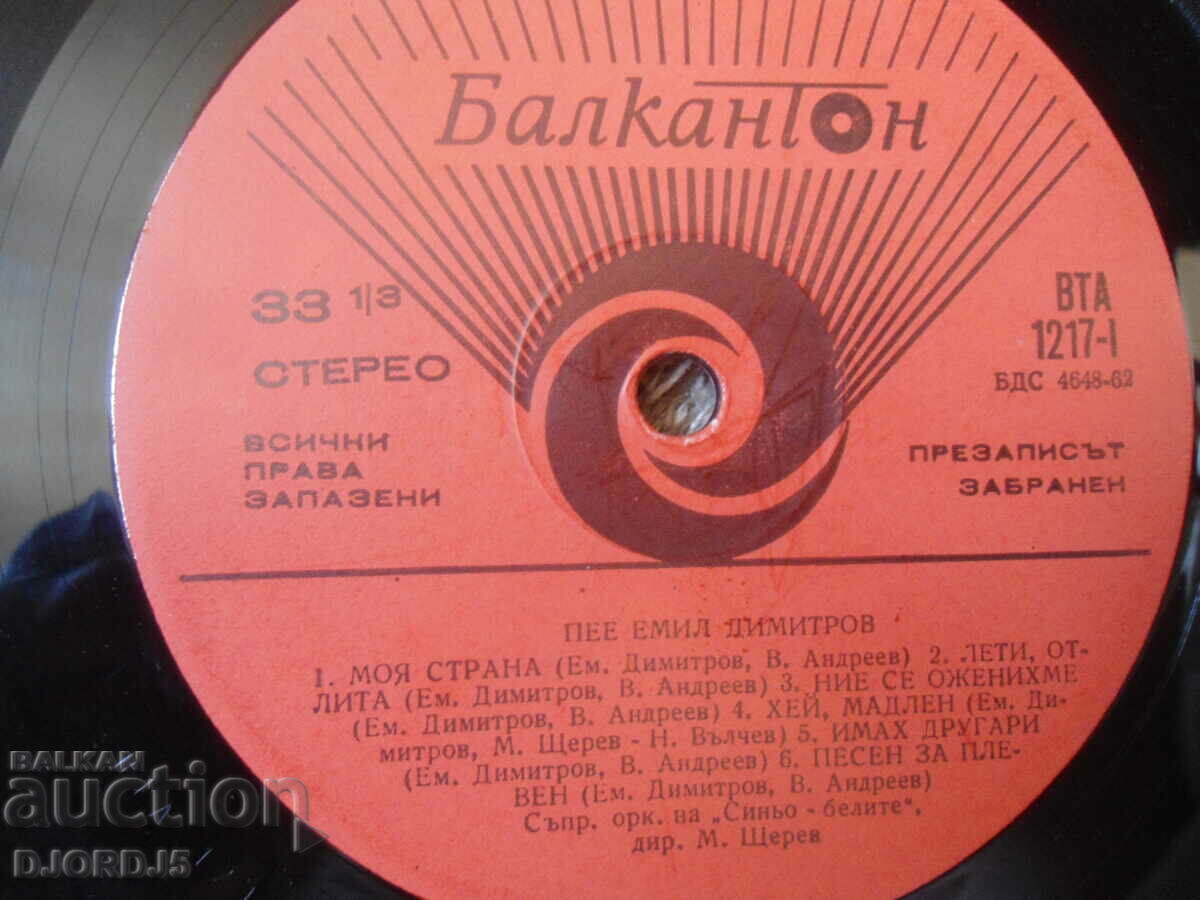 Балкантон
33 1/3
СТЕРЕО
ВСИЧКИ
ПРАВА
ЗАПАЗЕНИ
ВТА
1217-I
БДС 4648-62
ПРЕЗАПИСЪТ
ЗАБРАНЕН
ПЕЕ ЕМИЛ ДИМИТРОВ
1. МОЯ СТРАНА (Ем. Димитров, В. Андреев) 2. ЛЕТИ, ОТ-
ЛИТА (Ем. Димитров, В. Андреев) 3. НИЕ СЕ ОЖЕНИХМЕ
(Ем. Димитров, В. Андреев) 4. ХЕЙ, МАДЛЕН (Ем. Ди-
митров, М. Щерев - Н. Вълчев) 5. ИМАХ ДРУГАРИ
(Ем. Димитров, В. Андреев) 6. ПЕСЕН ЗА ПЛЕ-
ВЕН (Ем. Димитров, В. Андреев)
Съпр. орк. на „Синьо - белите",
дир. М. Щерев
BALKAN
auction
DJORDJ5